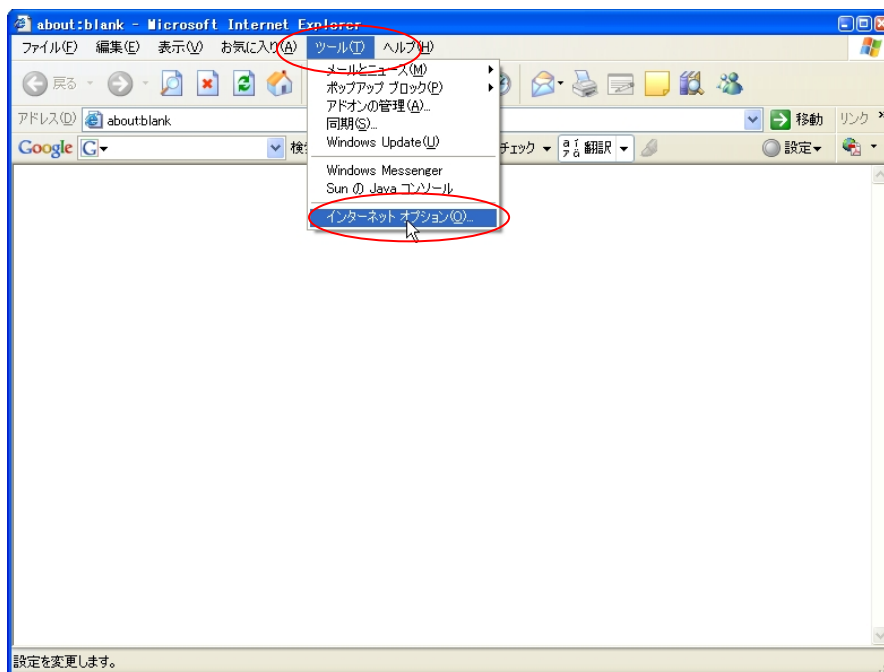 about:blank - Microsoft Internet Explorer
ファイル(F) 編集(E) 表示(V) お気に入り(A) ツール(T) ヘルプ(H)
戻る
メールとニュース(M)
ポップアップ ブロック(P)
アドオンの管理(A)...
同期(S)...
Windows Update(U)
Windows Messenger
Sun の Java コンソール
インターネット オプション(O)...
アドレス(D) about:blank 移動 リンク »
Google G 検 チェック 翻訳 設定
設定を変更します。